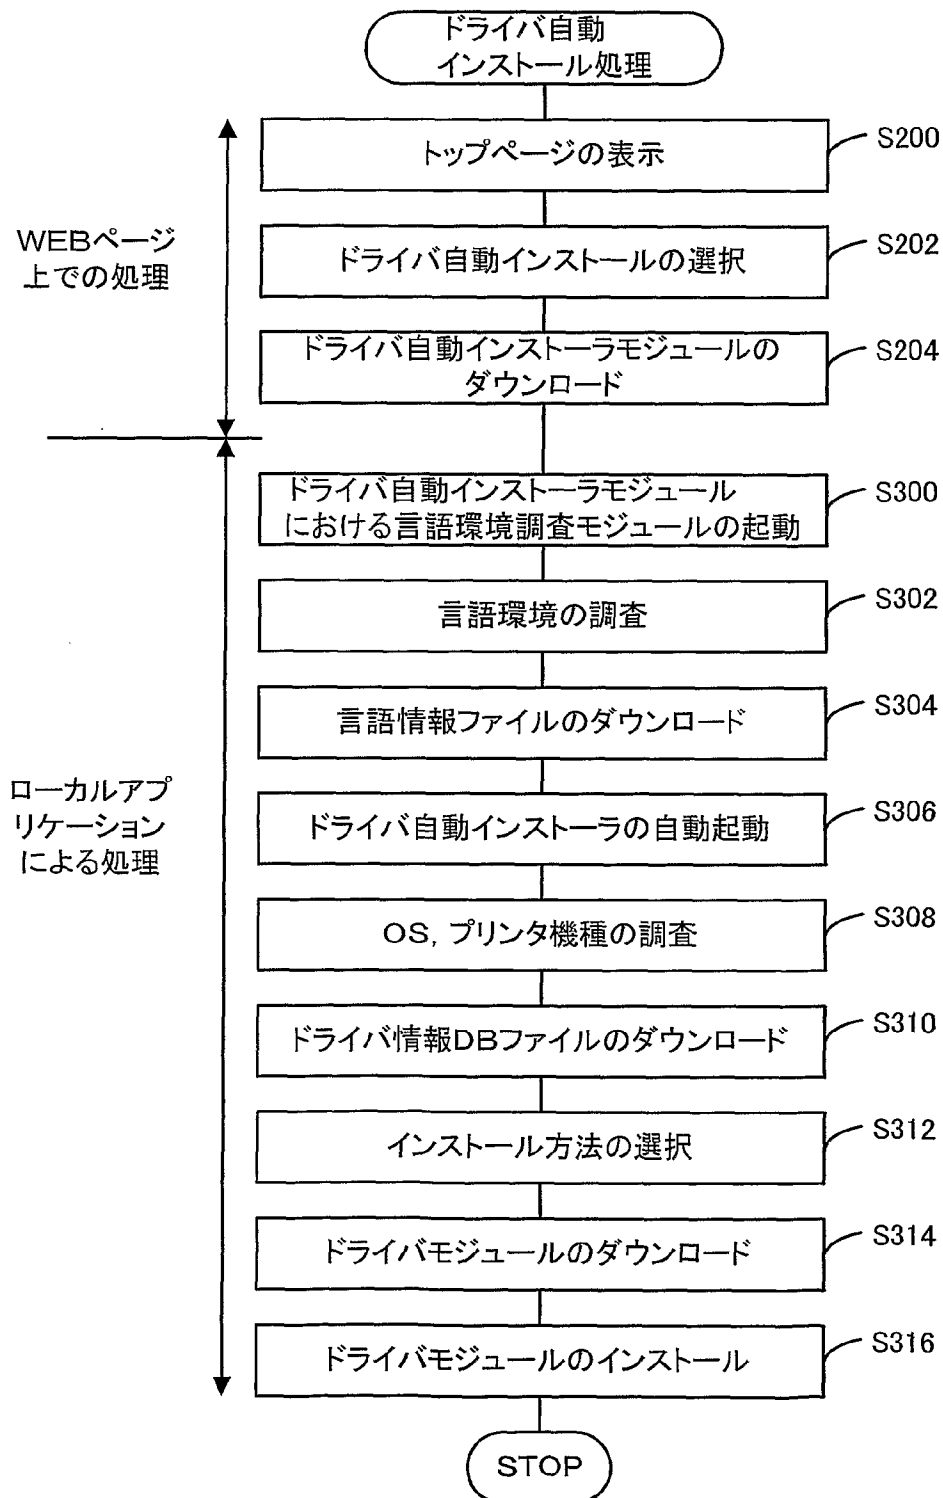 ドライバ自動
インストール処理
トップページの表示
S200
WEBページ
上での処理
ドライバ自動インストールの選択
S202
ドライバ自動インストーラモジュールの
ダウンロード
S204
ドライバ自動インストーラモジュール
における言語環境調査モジュールの起動
S300
言語環境の調査
S302
言語情報ファイルのダウンロード
S304
ローカルアプ
リケーション
による処理
ドライバ自動インストーラの自動起動
S306
OS, プリンタ機種の調査
S308
ドライバ情報DBファイルのダウンロード
S310
インストール方法の選択
S312
ドライバモジュールのダウンロード
S314
ドライバモジュールのインストール
S316
STOP